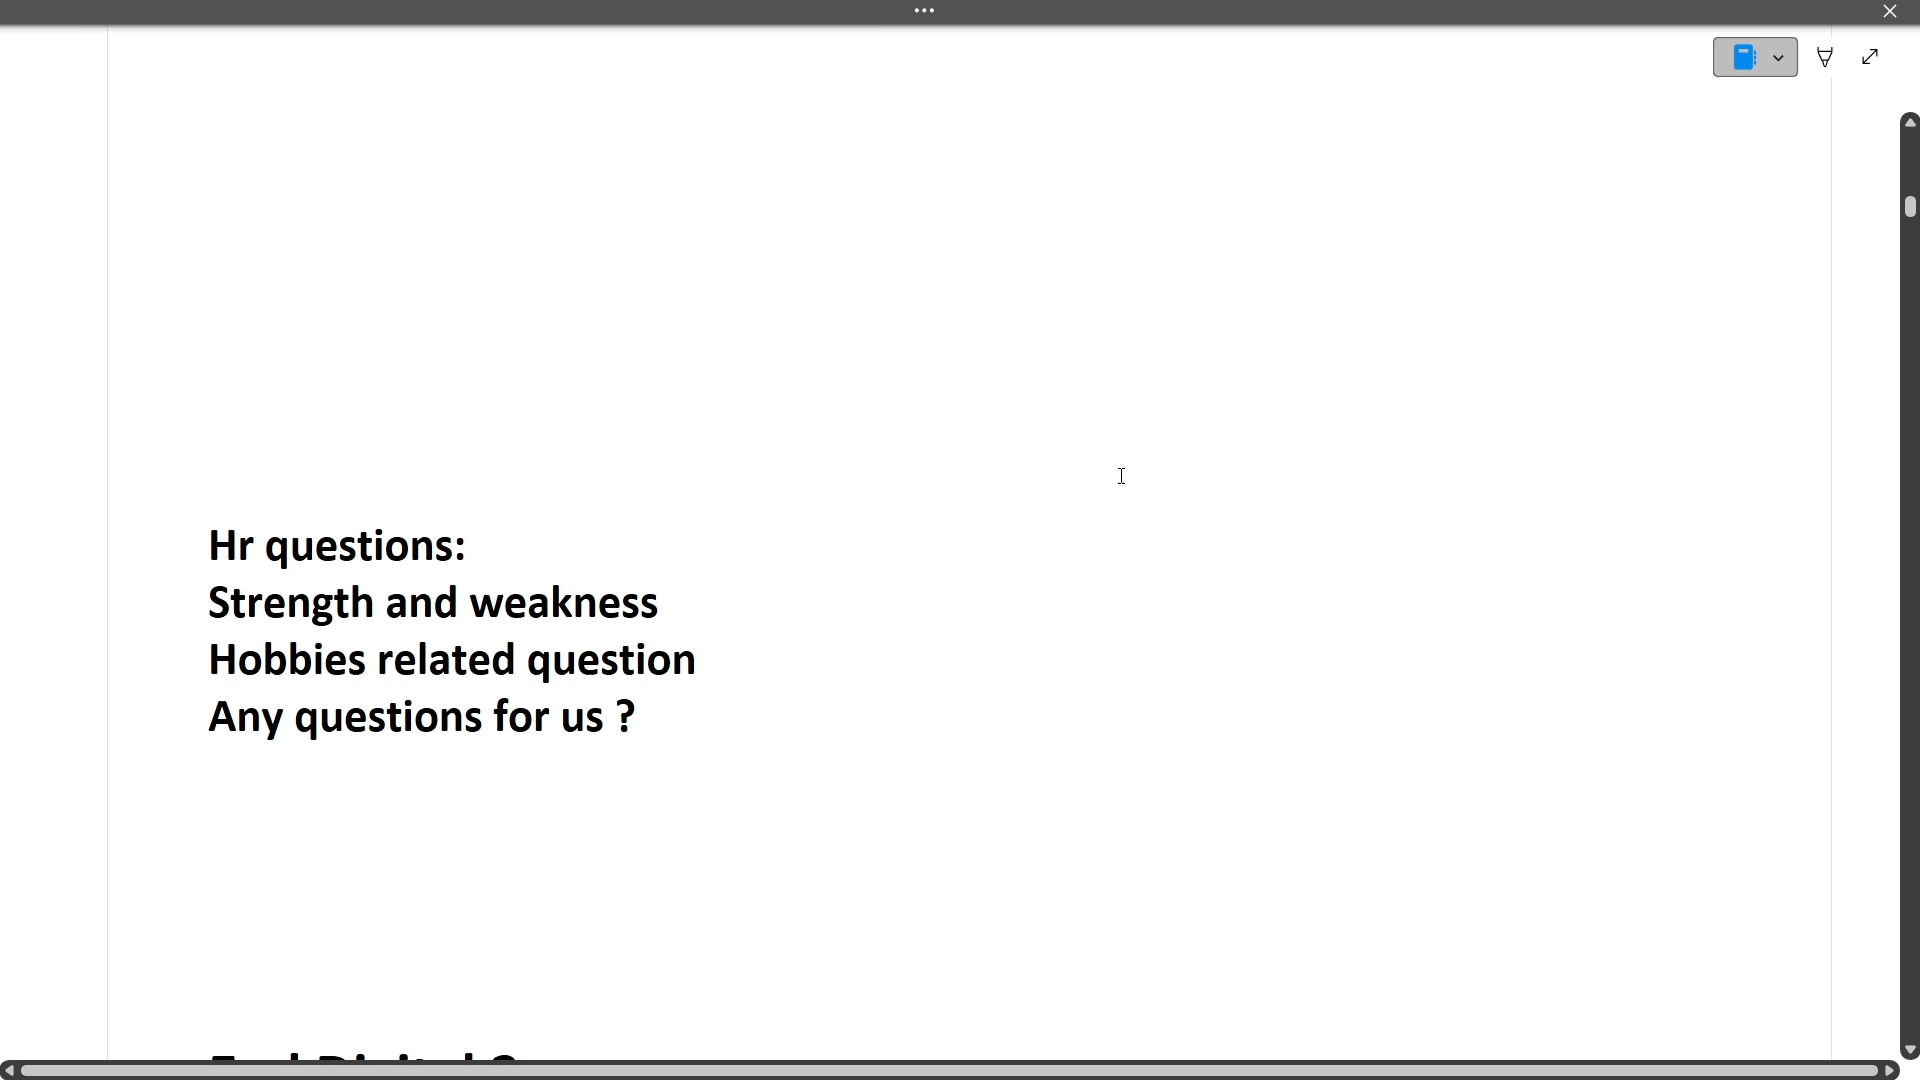 Hr questions:
Strength and weakness
Hobbies related question
Any questions for us ?